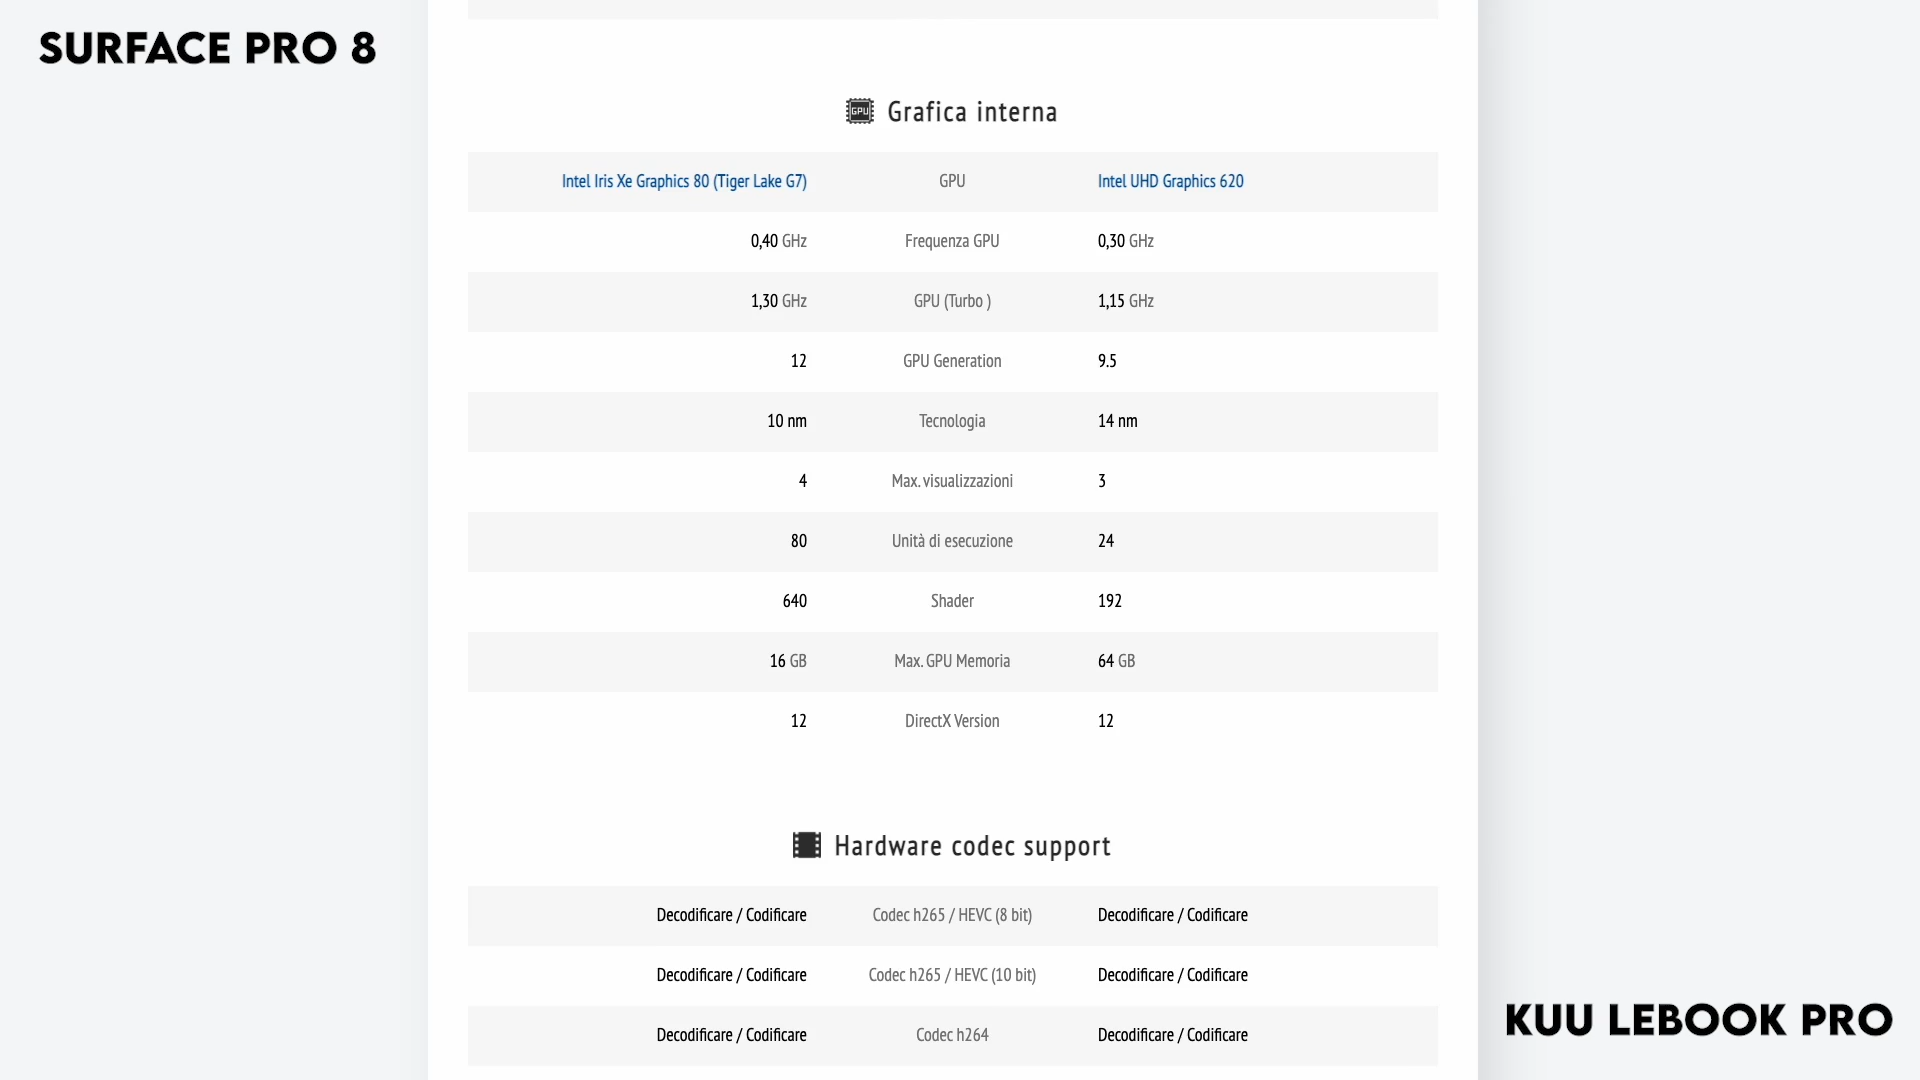 SURFACE PRO 8
GPU Grafica interna
Intel Iris Xe Graphics 80 (Tiger Lake G7) GPU Intel UHD Graphics 620
0,40 GHz Frequenza GPU 0,30 GHz
1,30 GHz GPU (Turbo ) 1,15 GHz
12 GPU Generation 9.5
10 nm Tecnologia 14 nm
4 Max. visualizzazioni 3
80 Unità di esecuzione 24
640 Shader 192
16 GB Max. GPU Memoria 64 GB
12 DirectX Version 12
Hardware codec support
Decodificare / Codificare Codec h265 / HEVC (8 bit) Decodificare / Codificare
Decodificare / Codificare Codec h265 / HEVC (10 bit) Decodificare / Codificare
Decodificare / Codificare Codec h264 Decodificare / Codificare
KUU LEBOOK PRO